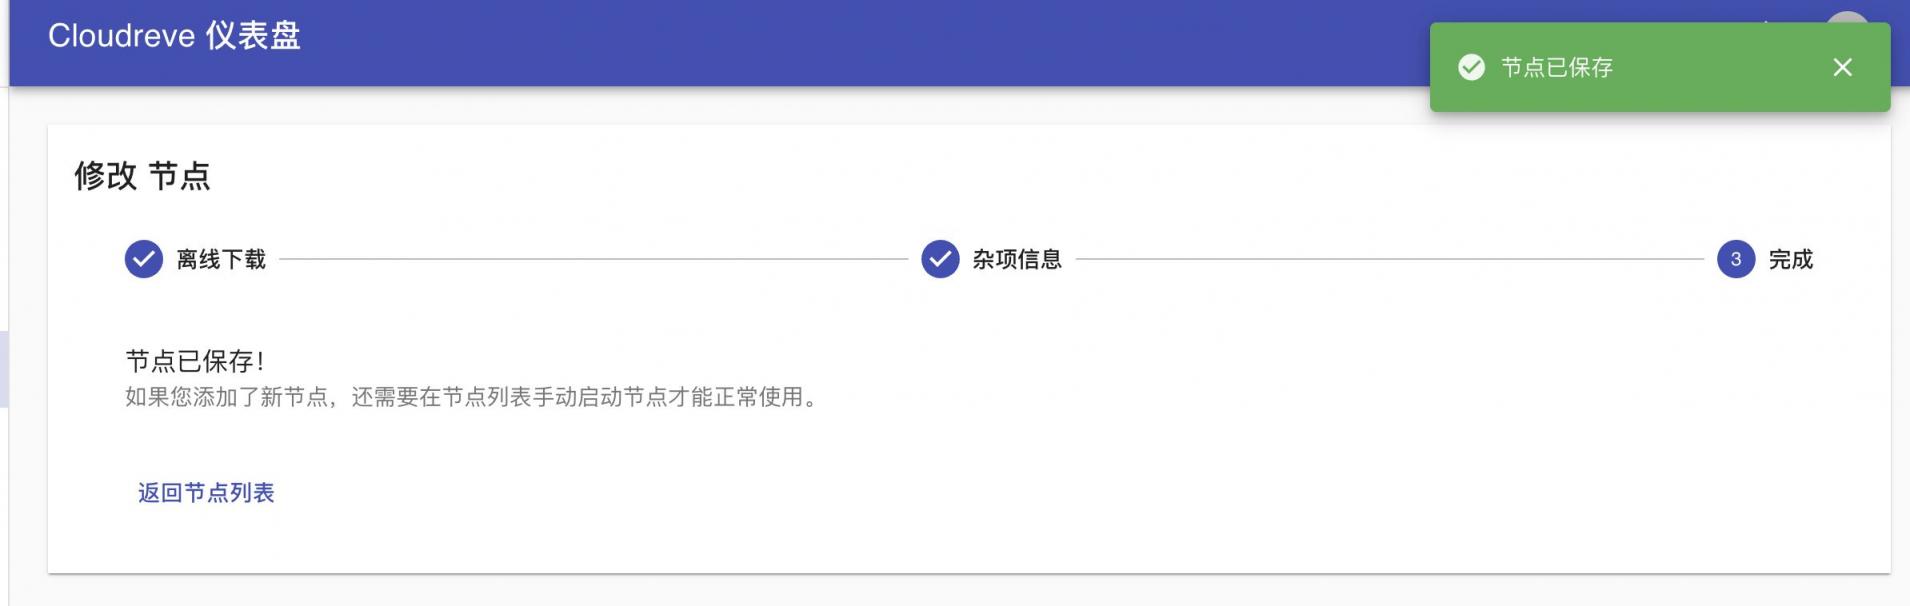 Cloudreve 仪表盘
节点已保存
修改 节点
离线下载
杂项信息
3 完成
节点已保存！
如果您添加了新节点，还需要在节点列表手动启动节点才能正常使用。
返回节点列表